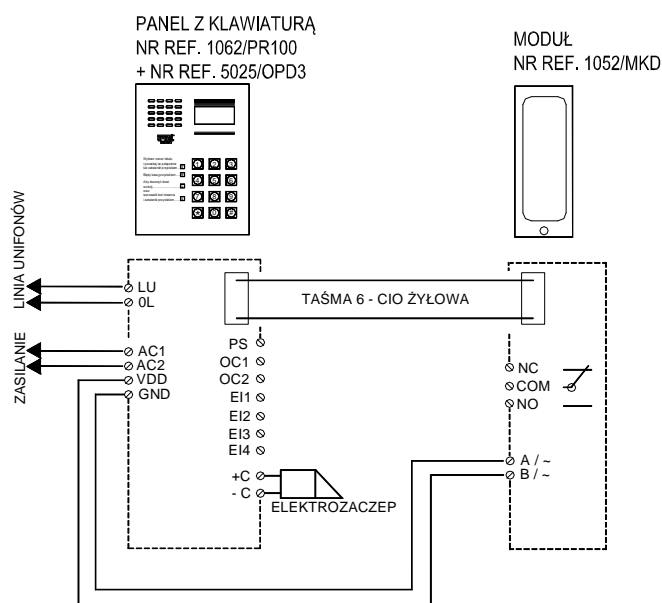 PANEL Z KLAWIATURĄ
NR REF. 1062/PR100
+ NR REF. 5025/OPD3
MODUŁ
NR REF. 1052/MKD
LINIA UNIFONÓW
ZASILANIE
LU
0L
AC1
AC2
VDD
GND
PS
OC1
OC2
EI1
EI2
EI3
EI4
+C
- C
ELEKTROZACZEP
TAŚMA 6 - CIO ŻYŁOWA
NC
COM
NO
A / ~
B / ~